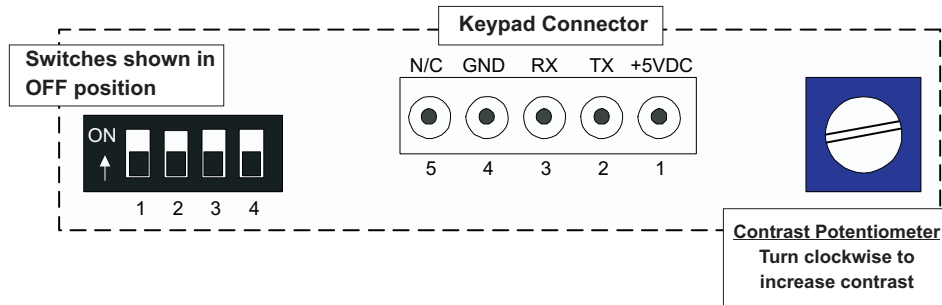 Keypad Connector
Switches shown in
OFF position
N/C GND RX TX +5VDC
ON
5 4 3 2 1
1 2 3 4
Contrast Potentiometer
Turn clockwise to
increase contrast